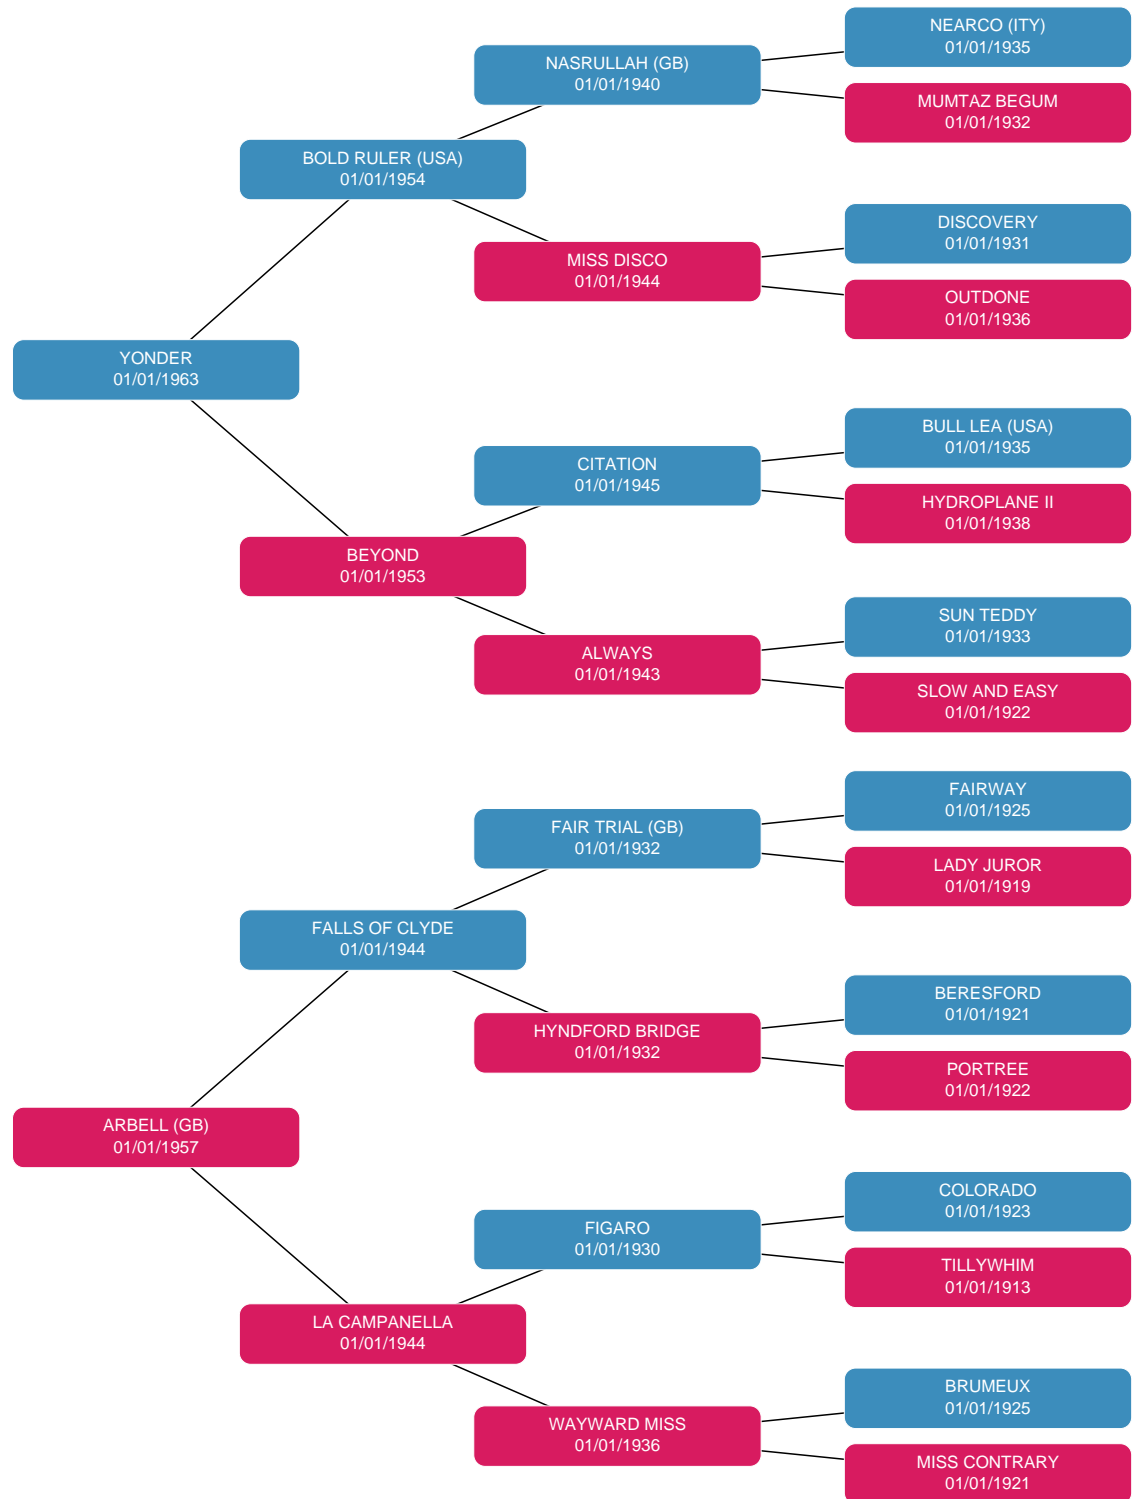 NEARCO (ITY)
01/01/1935
NASRULLAH (GB)
01/01/1940
MUMTAZ BEGUM
01/01/1932
BOLD RULER (USA)
01/01/1954
DISCOVERY
01/01/1931
MISS DISCO
01/01/1944
OUTDONE
01/01/1936
YONDER
01/01/1963
BULL LEA (USA)
01/01/1935
CITATION
01/01/1945
HYDROPLANE II
01/01/1938
BEYOND
01/01/1953
SUN TEDDY
01/01/1933
ALWAYS
01/01/1943
SLOW AND EASY
01/01/1922
FAIRWAY
01/01/1925
FAIR TRIAL (GB)
01/01/1932
LADY JUROR
01/01/1919
FALLS OF CLYDE
01/01/1944
BERESFORD
01/01/1921
HYNDFORD BRIDGE
01/01/1932
PORTREE
01/01/1922
ARBELL (GB)
01/01/1957
COLORADO
01/01/1923
FIGARO
01/01/1930
TILLYWHIM
01/01/1913
LA CAMPANELLA
01/01/1944
BRUMEUX
01/01/1925
WAYWARD MISS
01/01/1936
MISS CONTRARY
01/01/1921